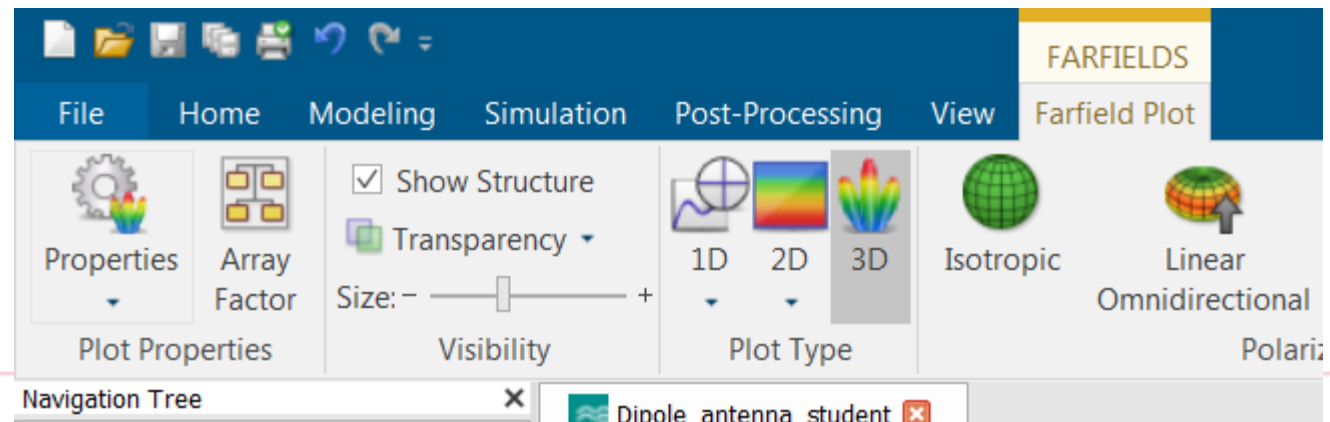 FARFIELDS
File Home Modeling Simulation Post-Processing View Farfield Plot
Show Structure
Transparency
Properties Array Factor
Size: - +
1D 2D 3D
Isotropic Linear Omnidirectional
Plot Properties Visibility Plot Type
Navigation Tree
Dipole_antenna_student